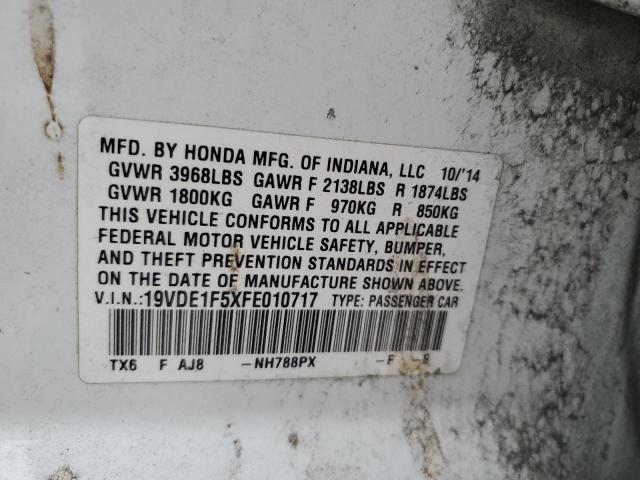 MFD. BY HONDA MFG. OF INDIANA, LLC 10/'14
GVWR 3968LBS GAWR F 2138LBS R 1874LBS
GVWR 1800KG GAWR F 970KG R 850KG
THIS VEHICLE CONFORMS TO ALL APPLICABLE
FEDERAL MOTOR VEHICLE SAFETY, BUMPER,
AND THEFT PREVENTION STANDARDS IN EFFECT
ON THE DATE OF MANUFACTURE SHOWN ABOVE.
V.I.N.:19VDE1F5XFE010717 TYPE: PASSENGER CAR
TX6 F AJ8 -NH788PX -F -E